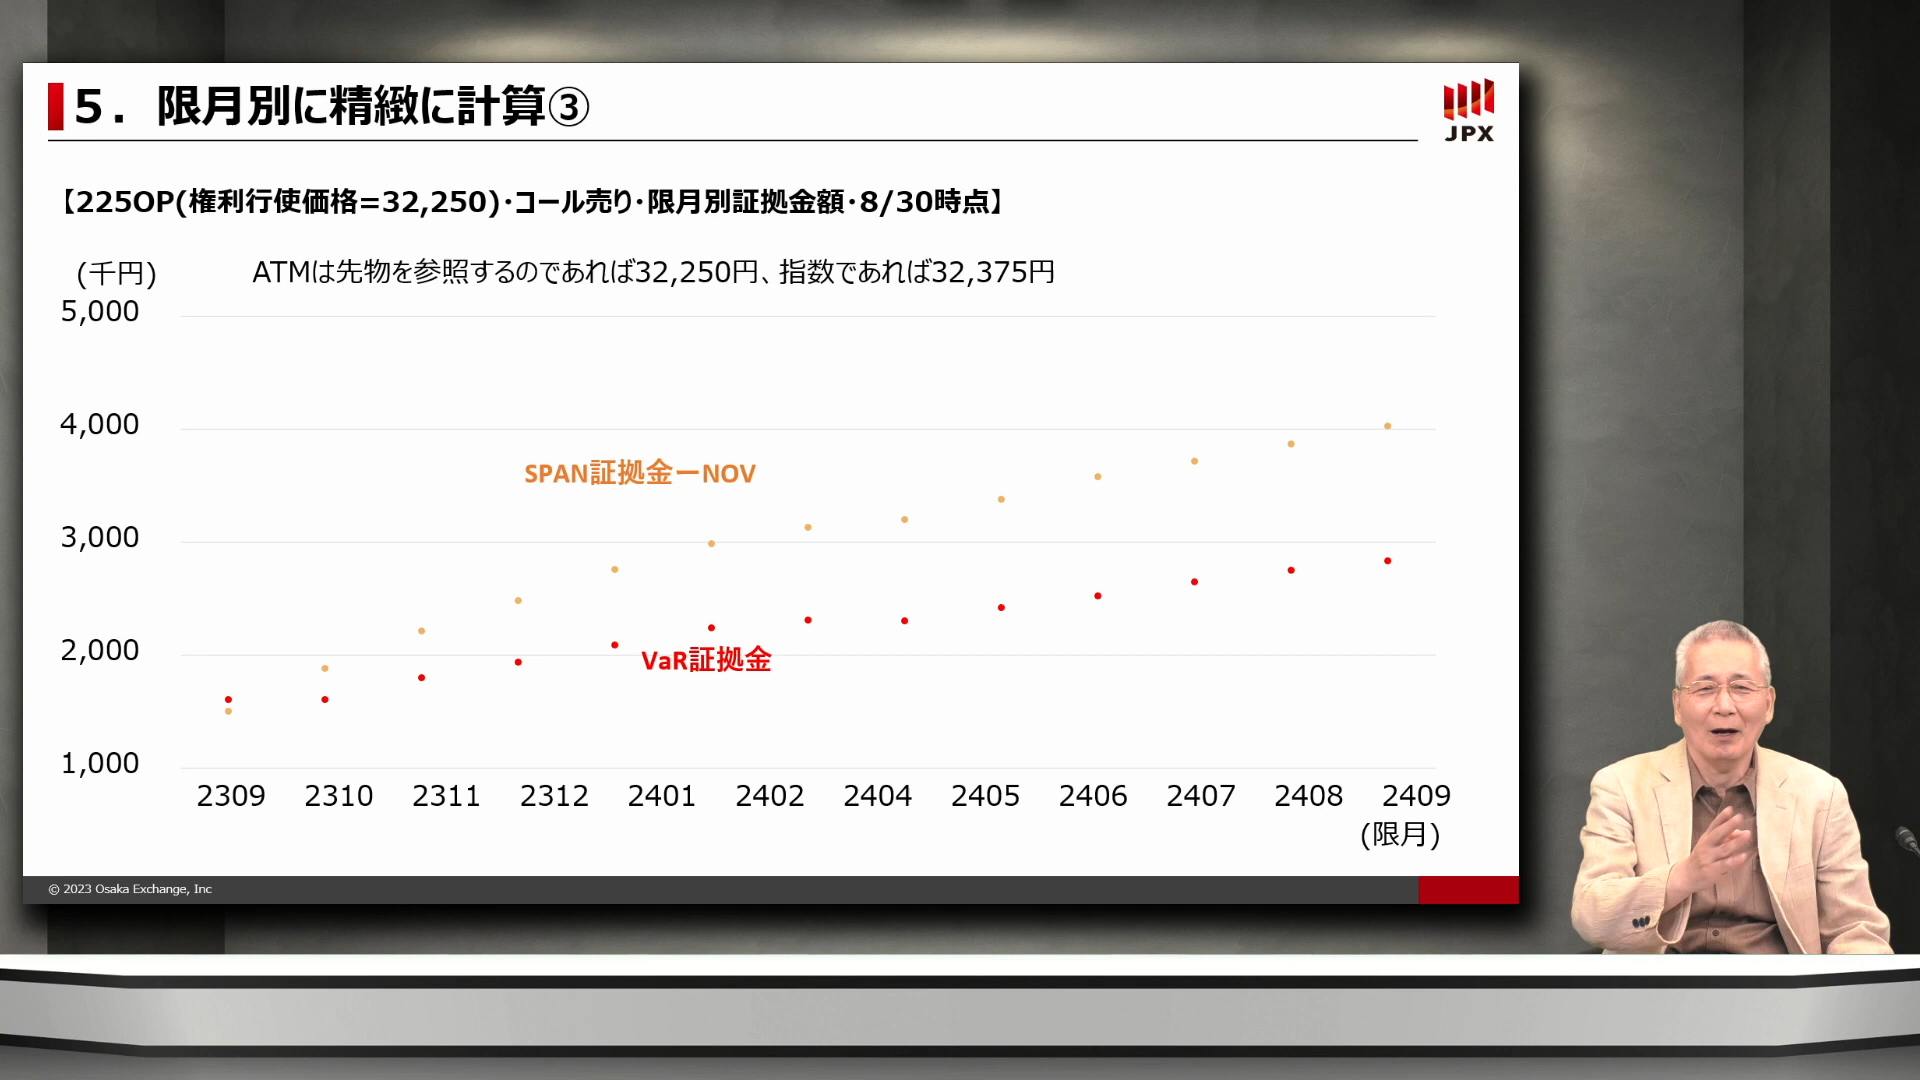 5．限月別に精緻に計算③
JPX
【225OP(権利行使価格=32,250)･コール売り･限月別証拠金額･8/30時点】
(千円)
ATMは先物を参照するのであれば32,250円、指数であれば32,375円
5,000
4,000
SPAN証拠金ーNOV
3,000
2,000
VaR証拠金
1,000
2309 2310 2311 2312 2401 2402 2404 2405 2406 2407 2408 2409
(限月)
© 2023 Osaka Exchange, Inc